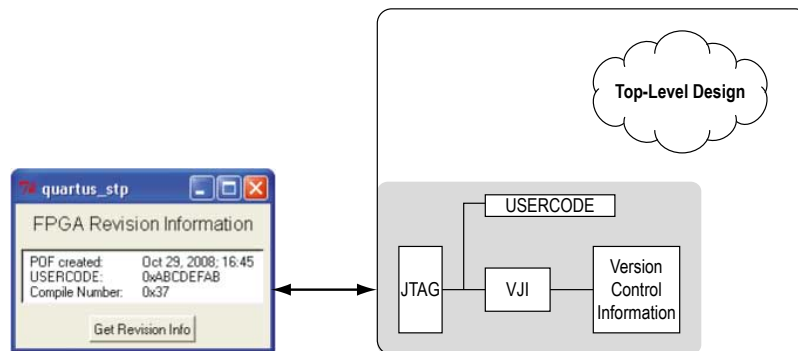 Top-Level Design
quartus_stp
FPGA Revision Information
POF created: Oct 29, 2008; 16:45
USERCODE: 0xABCDEFAB
Compile Number: 0x37
Get Revision Info
USERCODE
JTAG
VJI
Version
Control
Information